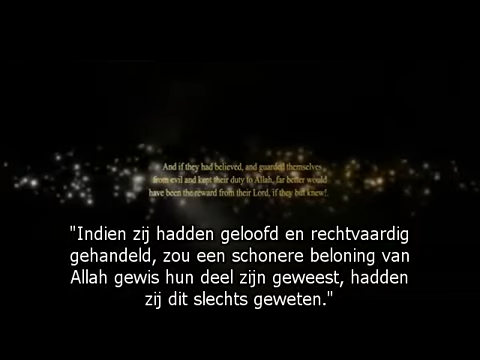 And if they had believed, and guarded themselves
from evil and kept their duty to Allah, far better would
have been the reward from their Lord, if they but knew!
"Indien zij hadden geloofd en rechtvaardig
gehandeld, zou een schonere beloning van
Allah gewis hun deel zijn geweest, hadden
zij dit slechts geweten."